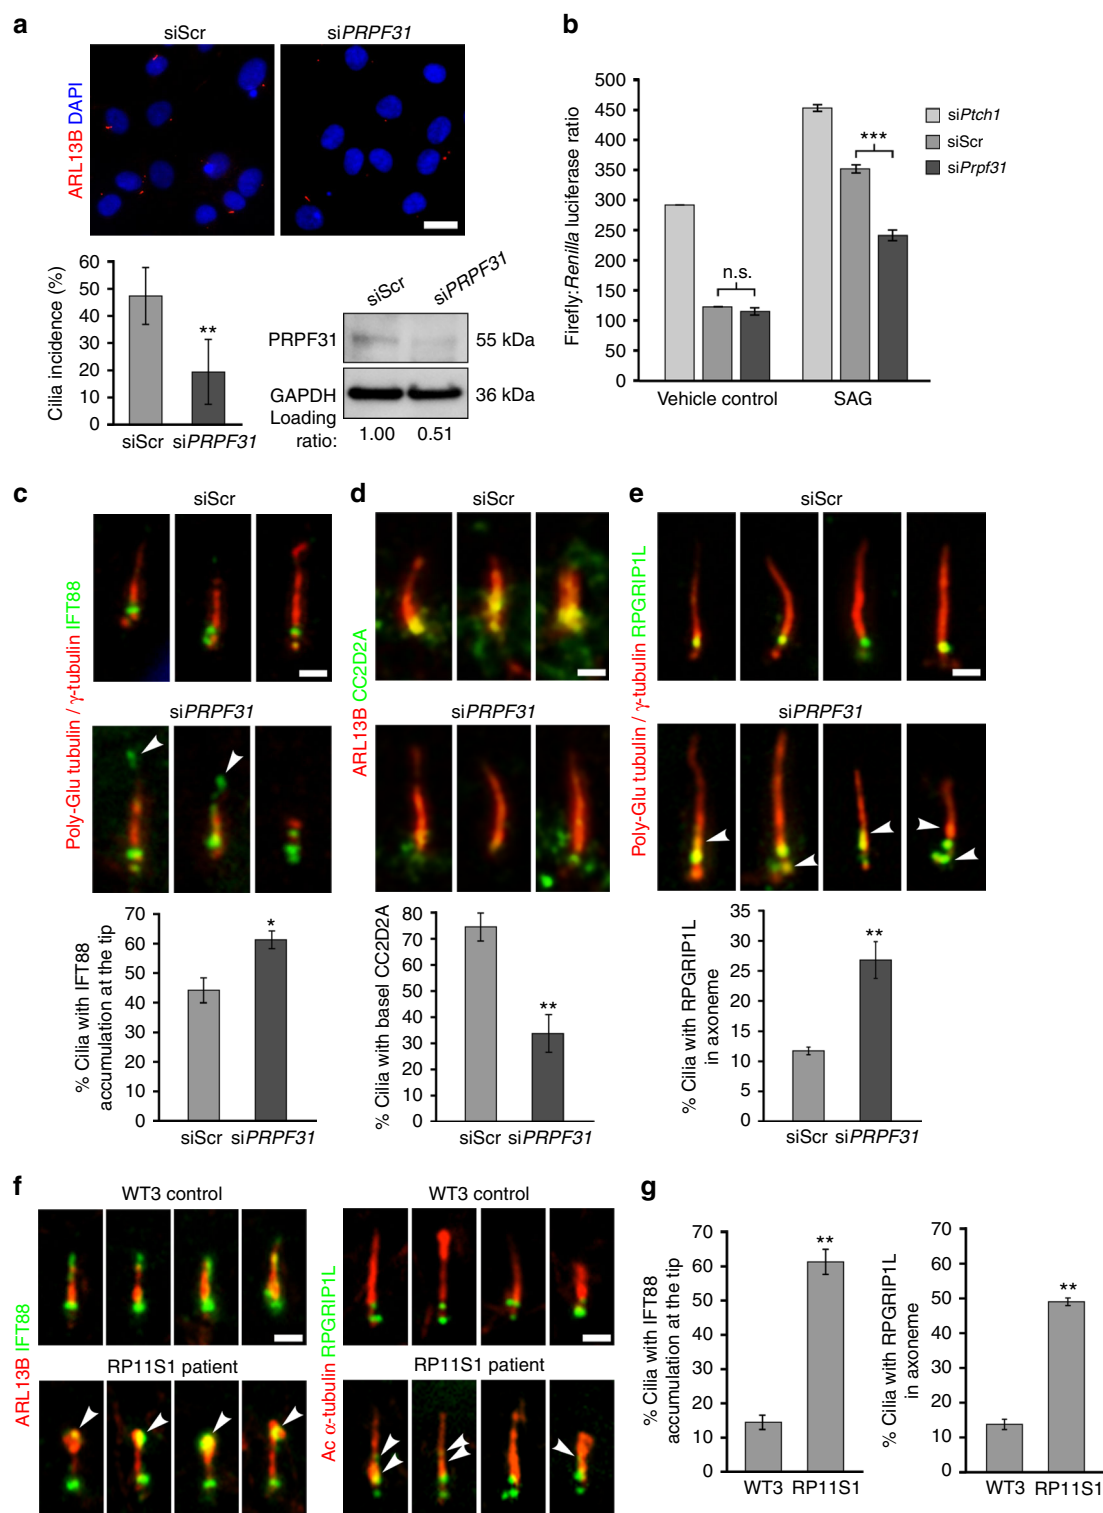 a
siScr
siPRPF31
ARL13B DAPI
Cilia incidence (%)
60
50
40
30
20
10
0
**
siScr
siPRPF31
siScr
siPRPF31
PRPF31
55 kDa
GAPDH
36 kDa
Loading
ratio:
1.00
0.51
b
Firefly:Renilla luciferase ratio
500
450
400
350
300
250
200
150
100
50
0
n.s.
***
Vehicle control
SAG
siPtch1
siScr
siPrpf31
c
siScr
Poly-Glu tubulin / γ-tubulin IFT88
siPRPF31
% Cilia with IFT88
accumulation at the tip
70
60
50
40
30
20
10
0
*
siScr
siPRPF31
d
siScr
ARL13B CC2D2A
siPRPF31
% Cilia with basel CC2D2A
80
70
60
50
40
30
20
10
0
**
siScr
siPRPF31
e
siScr
Poly-Glu tubulin / γ-tubulin RPGRIP1L
siPRPF31
% Cilia with RPGRIP1L
in axoneme
35
30
25
20
15
10
5
0
**
siScr
siPRPF31
f
WT3 control
ARL13B IFT88
RP11S1 patient
WT3 control
Ac α-tubulin RPGRIP1L
RP11S1 patient
g
% Cilia with IFT88
accumulation at the tip
70
60
50
40
30
20
10
0
**
WT3
RP11S1
% Cilia with RPGRIP1L
in axoneme
70
60
50
40
30
20
10
0
**
WT3
RP11S1